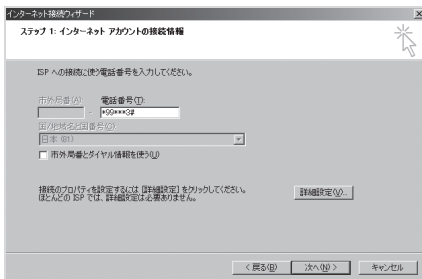 インターネット接続ウィザード
ステップ 1: インターネット アカウントの接続情報
ISP への接続に使う電話番号を入力してください。
市外局番(A): 電話番号(T):
- *99***3#
国/地域名と国番号(C):
日本 (81)
市外局番とダイヤル情報を使う(U)
接続のプロパティを設定するには [詳細設定] をクリックしてください。
ほとんどの ISP では、詳細設定は必要ありません。
詳細設定(V)...
< 戻る(B) 次へ(N) > キャンセル